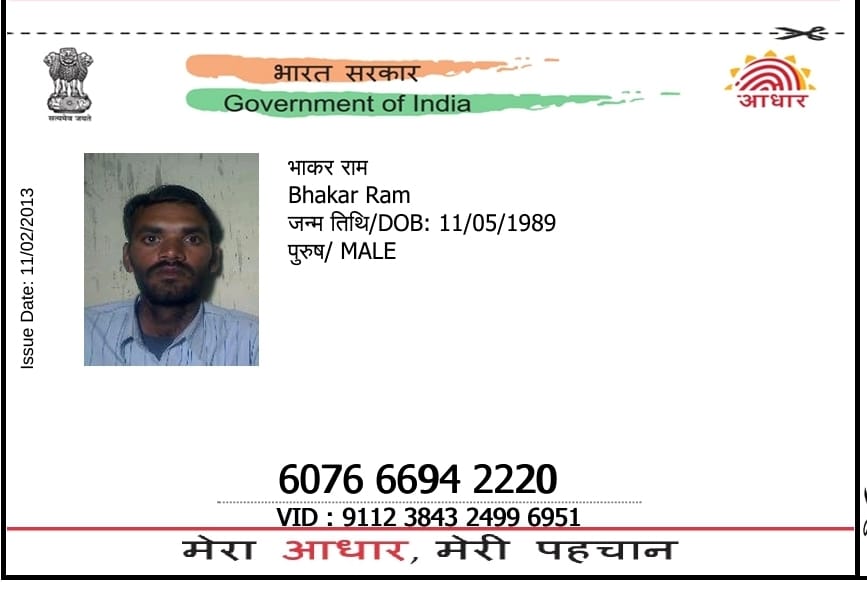 भारत सरकार
Government of India
सत्यमेव जयते
आधार
Issue Date: 11/02/2013
भाकर राम
Bhakar Ram
जन्म तिथि/DOB: 11/05/1989
पुरुष/ MALE
6076 6694 2220
VID : 9112 3843 2499 6951
मेरा आधार, मेरी पहचान